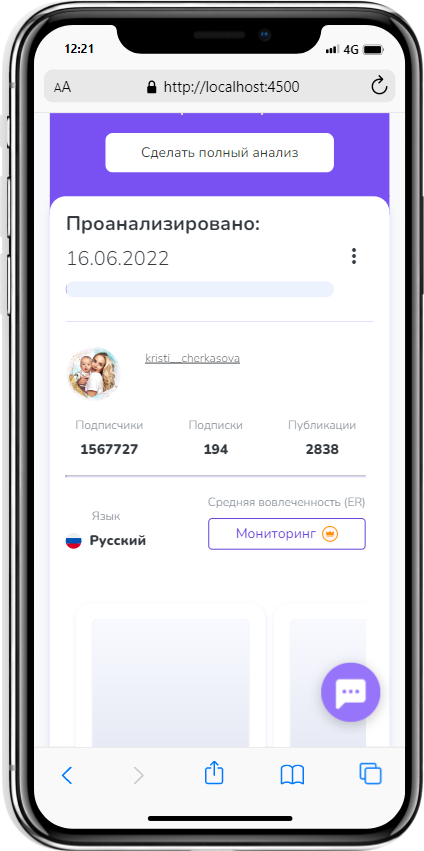 12:21
4G
AA
http://localhost:4500
Сделать полный анализ
Проанализировано:
16.06.2022
kristi__cherkasova
Подписчики
Подписки
Публикации
1567727
194
2838
Средняя вовлеченность (ER)
Язык
Русский
Мониторинг